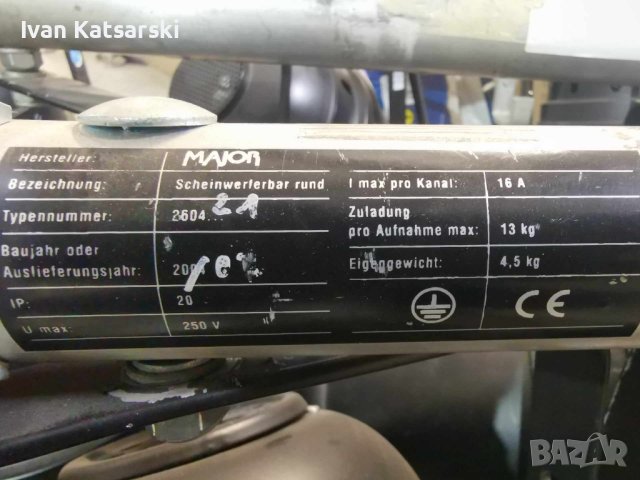 Ivan Katsarski
Hersteller: MAJOR
Bezeichnung: Scheinwerferbar rund
Typennummer: 2604 21
Baujahr oder
Auslieferungsjahr:
IP: 20
U max: 250 V
I max pro Kanal: 16 A
Zuladung
pro Aufnahme max: 13 kg
Eigengewicht: 4,5 kg
CE
BAZAR